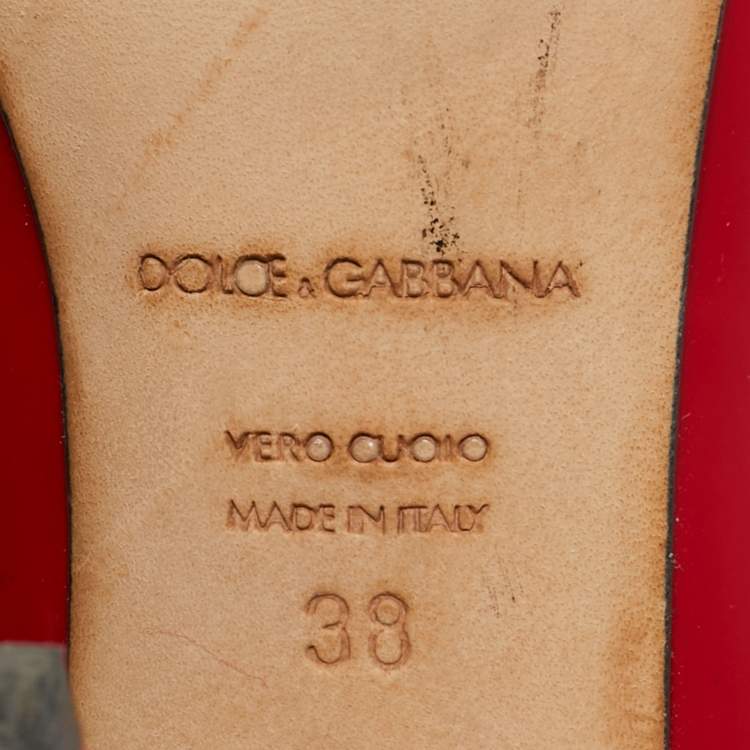 DOLCE & GABBANA
VERO CUOIO
MADE IN ITALY
38